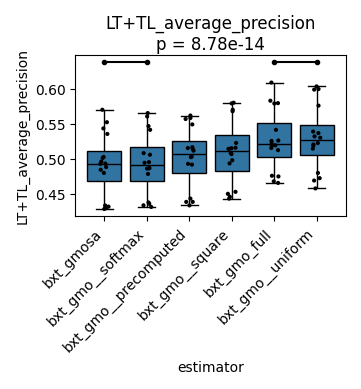 LT+TL_average_precision
p = 8.78e-14
LT+TL_average_precision
0.60
0.55
0.50
0.45
bxt_gmosa
bxt_gmo__softmax
bxt_gmo__precomputed
bxt_gmo__square
bxt_gmo_full
bxt_gmo__uniform
estimator